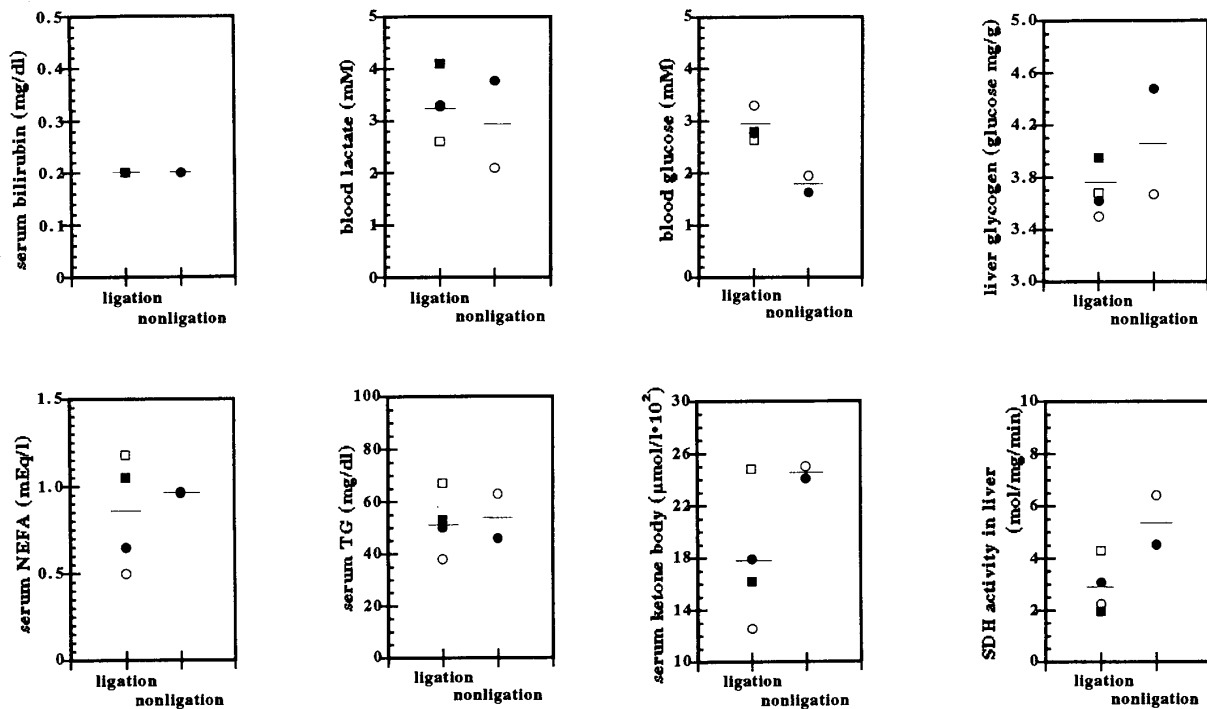 serum bilirubin (mg/dl)
0.5
0.4
0.3
0.2
0.1
0
ligation
nonligation
blood lactate (mM)
5
4
3
2
1
0
ligation
nonligation
blood glucose (mM)
5
4
3
2
1
0
ligation
nonligation
liver glycogen (glucose mg/g)
5.0
4.6
4.2
3.8
3.4
3.0
ligation
nonligation
serum NEFA (mEq/l)
1.5
1.0
0.5
0
ligation
nonligation
serum TG (mg/dl)
100
80
60
40
20
0
ligation
nonligation
serum ketone body (μmol/l•10²)
30
26
22
18
14
10
ligation
nonligation
SDH activity in liver
(mol/mg/min)
10
8
6
4
2
0
ligation
nonligation